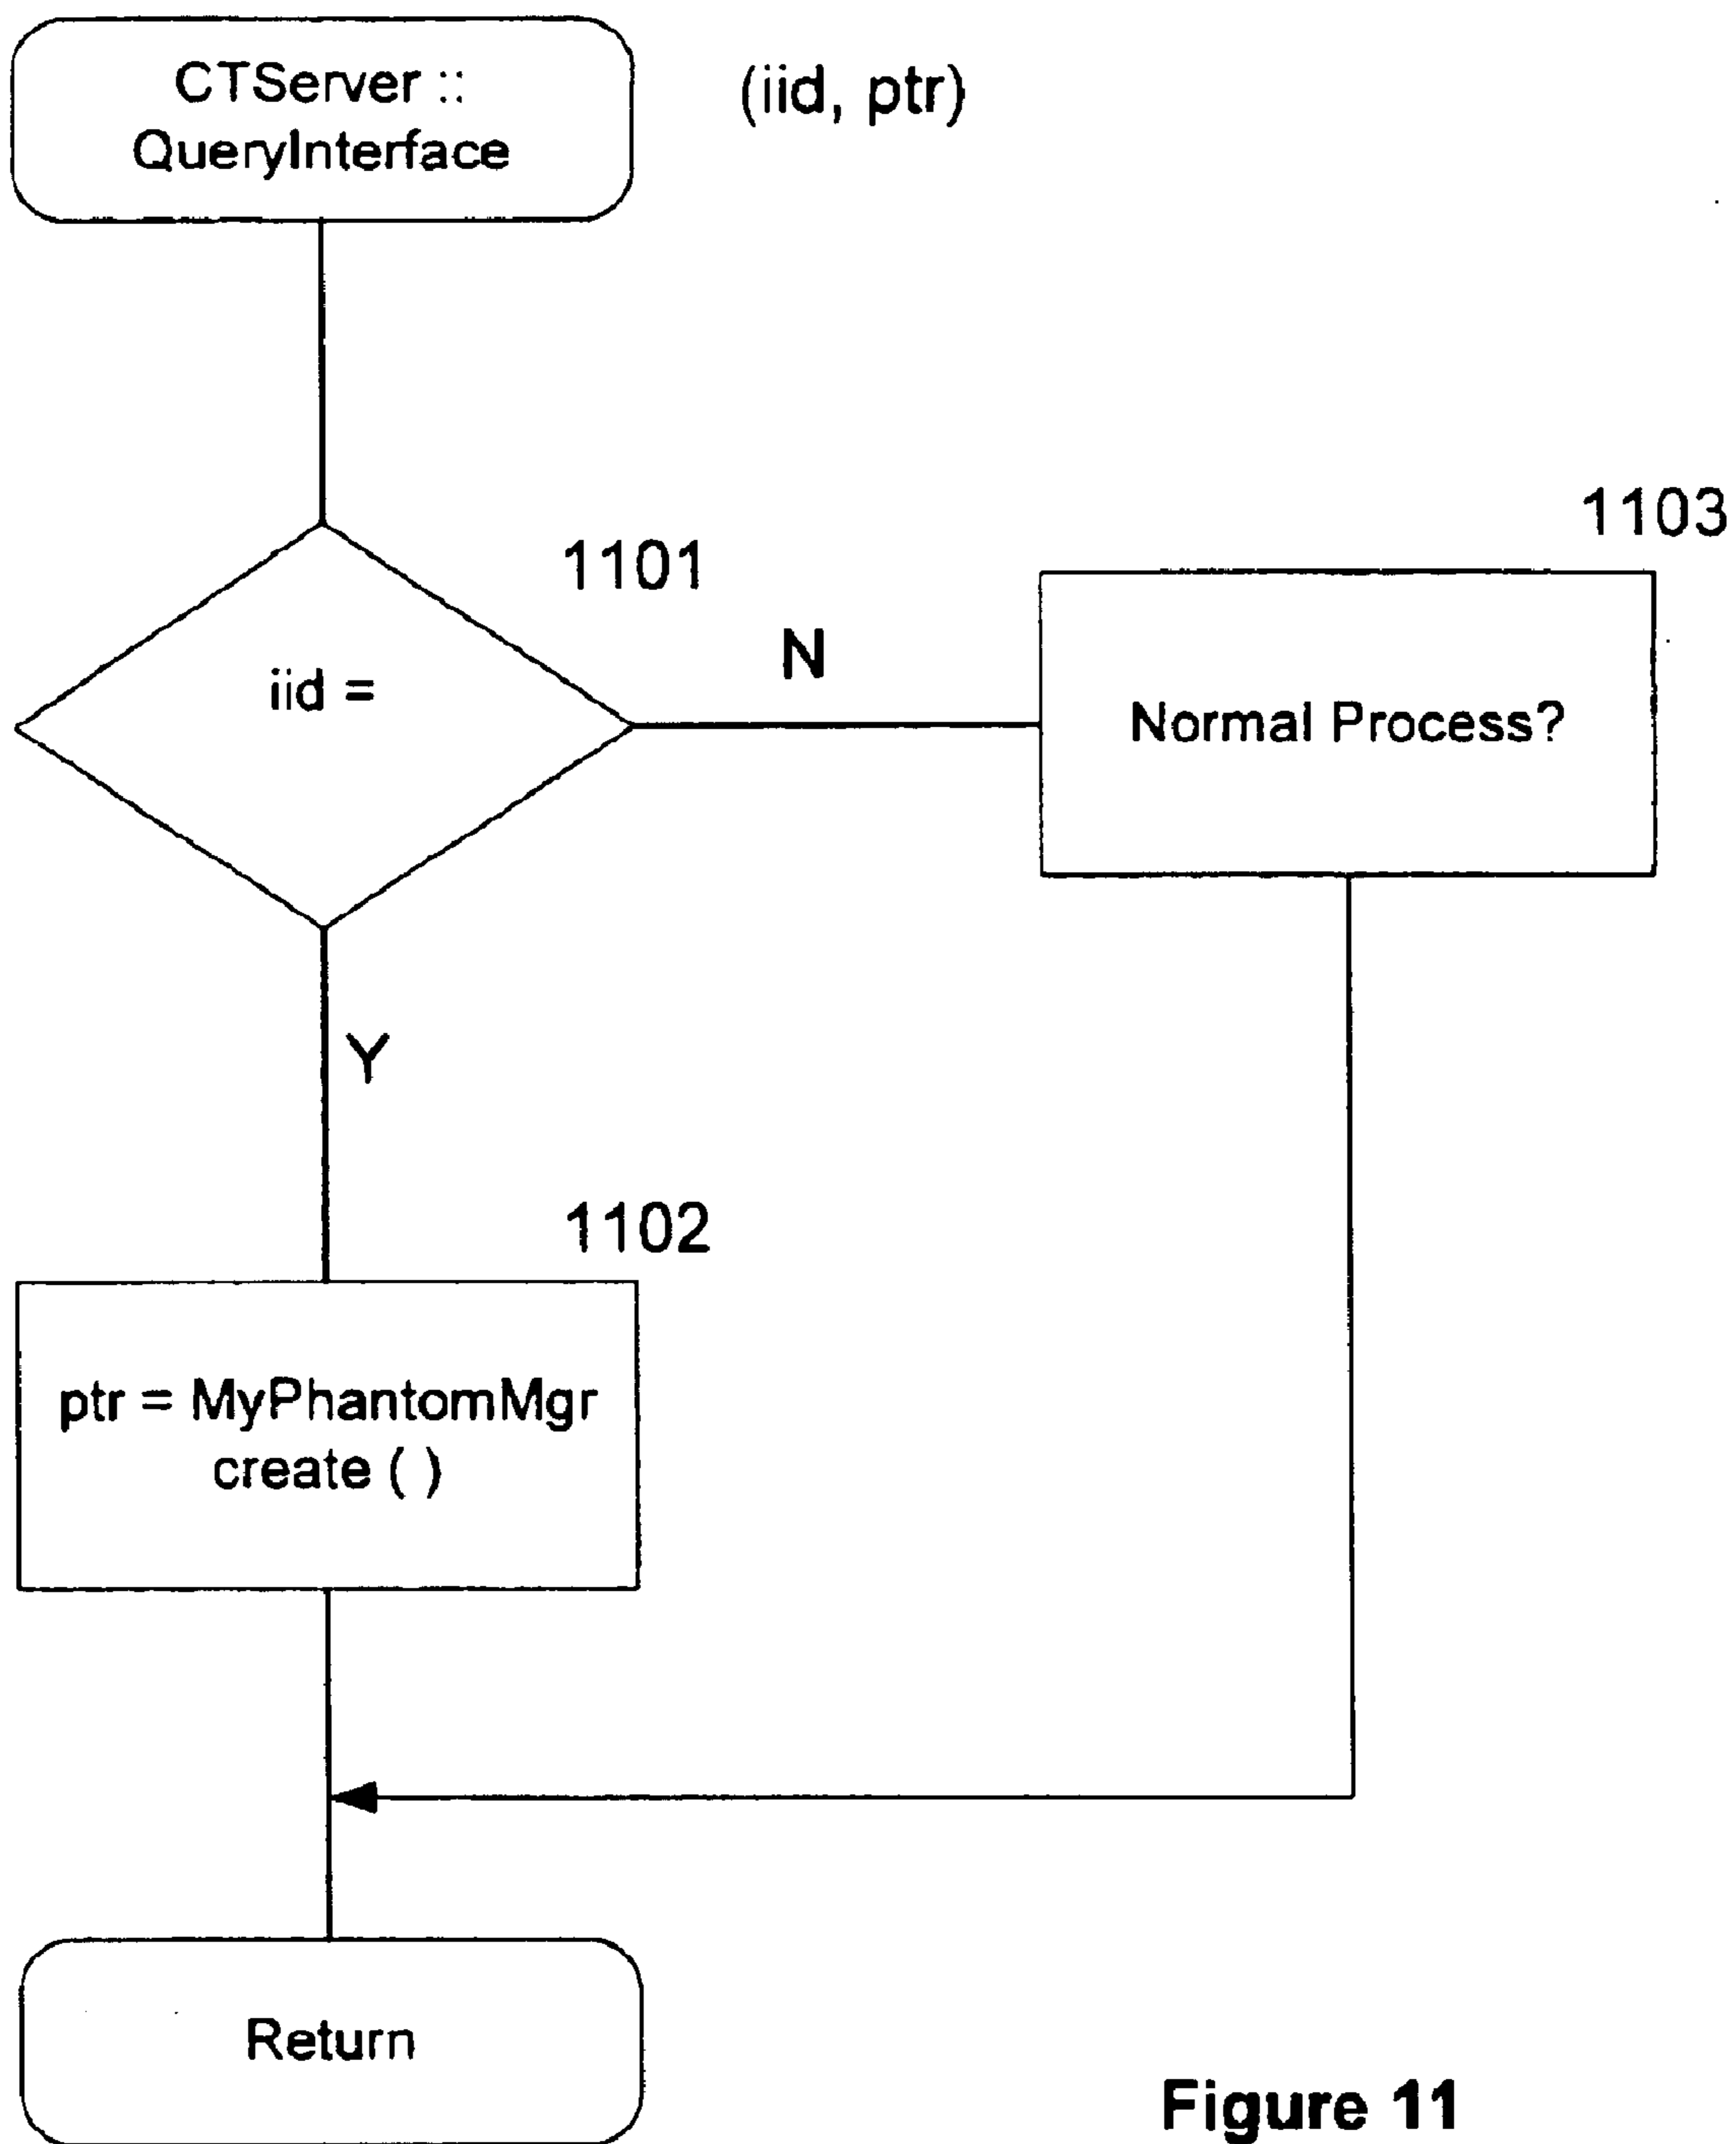 CTServer ::
QueryInterface
(iid, ptr)
1101
iid =
N
1103
Normal Process?
Y
1102
ptr = MyPhantomMgr
create ( )
Return
Figure 11